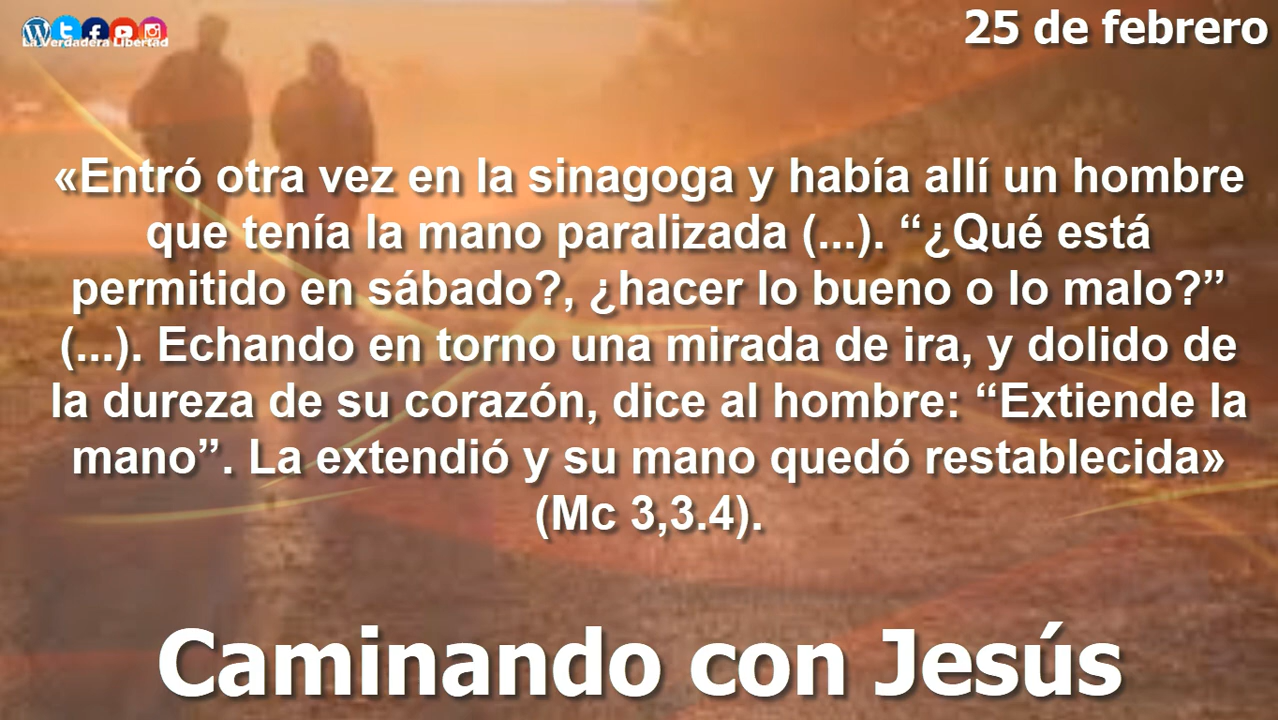 La Verdadera Libertad
25 de febrero
«Entró otra vez en la sinagoga y había allí un hombre
que tenía la mano paralizada (...). “¿Qué está
permitido en sábado?, ¿hacer lo bueno o lo malo?”
(...). Echando en torno una mirada de ira, y dolido de
la dureza de su corazón, dice al hombre: “Extiende la
mano”. La extendió y su mano quedó restablecida»
(Mc 3,3.4).
Caminando con Jesús